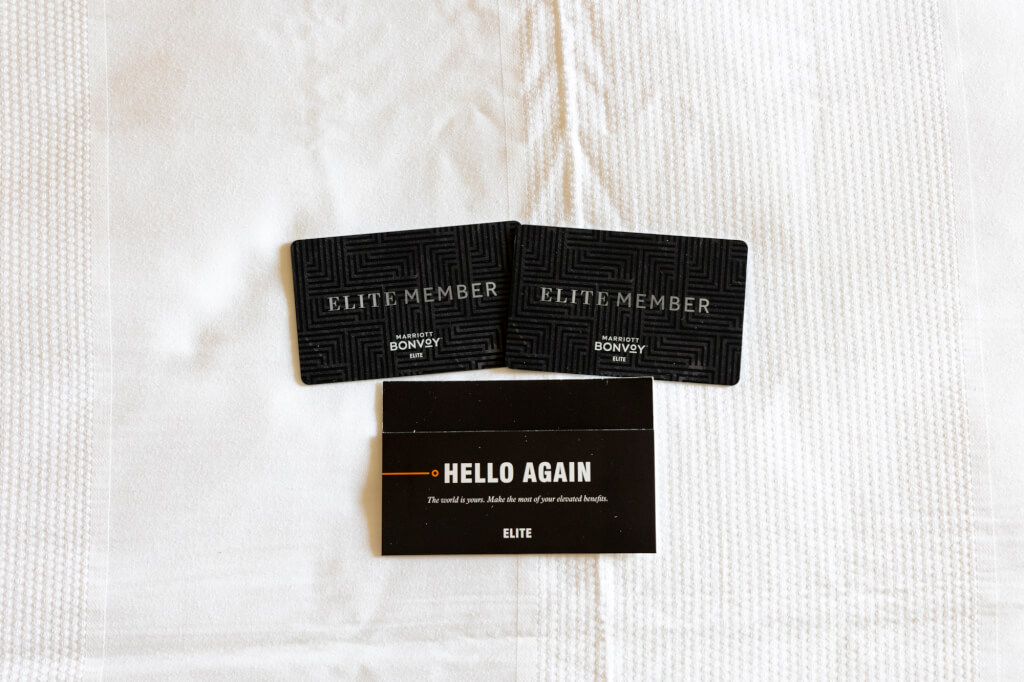 ELITE MEMBER
MARRIOTT
BONVOY
ELITE
ELITE MEMBER
MARRIOTT
BONVOY
ELITE
HELLO AGAIN
The world is yours. Make the most of your elevated benefits.
ELITE